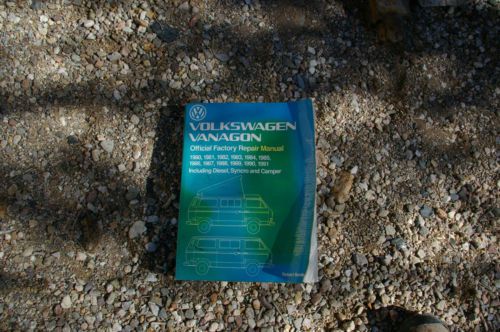 VOLKSWAGEN
VANAGON
Official Factory Repair Manual
1980, 1981, 1982, 1983, 1984, 1985,
1986, 1987, 1988, 1989, 1990, 1991
Including Diesel, Syncro and Camper